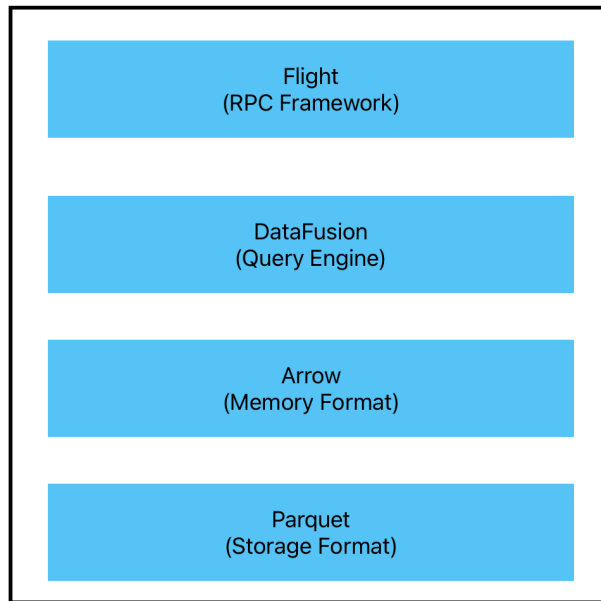 Flight
(RPC Framework)
DataFusion
(Query Engine)
Arrow
(Memory Format)
Parquet
(Storage Format)